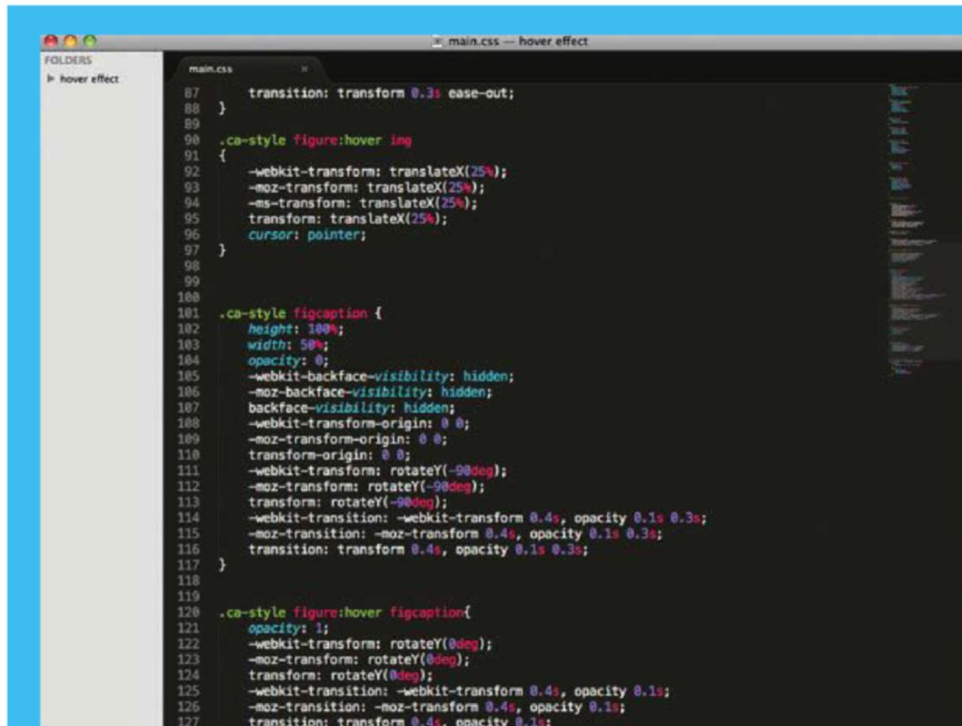 main.css — hover effect
FOLDERS
hover effect
main.css ×
87 transition: transform 0.3s ease-out;
88 }
89
90 .ca-style figure:hover img
91 {
92 -webkit-transform: translateX(25%);
93 -moz-transform: translateX(25%);
94 -ms-transform: translateX(25%);
95 transform: translateX(25%);
96 cursor: pointer;
97 }
98
99
100
101 .ca-style figcaption {
102 height: 100%;
103 width: 50%;
104 opacity: 0;
105 -webkit-backface-visibility: hidden;
106 -moz-backface-visibility: hidden;
107 backface-visibility: hidden;
108 -webkit-transform-origin: 0 0;
109 -moz-transform-origin: 0 0;
110 transform-origin: 0 0;
111 -webkit-transform: rotateY(-90deg);
112 -moz-transform: rotateY(-90deg);
113 transform: rotateY(-90deg);
114 -webkit-transition: -webkit-transform 0.4s, opacity 0.1s 0.3s;
115 -moz-transition: -moz-transform 0.4s, opacity 0.1s 0.3s;
116 transition: transform 0.4s, opacity 0.1s 0.3s;
117 }
118
119
120 .ca-style figure:hover figcaption{
121 opacity: 1;
122 -webkit-transform: rotateY(0deg);
123 -moz-transform: rotateY(0deg);
124 transform: rotateY(0deg);
125 -webkit-transition: -webkit-transform 0.4s, opacity 0.1s;
126 -moz-transition: -moz-transform 0.4s, opacity 0.1s;
127 transition: transform 0.4s, opacity 0.1s;